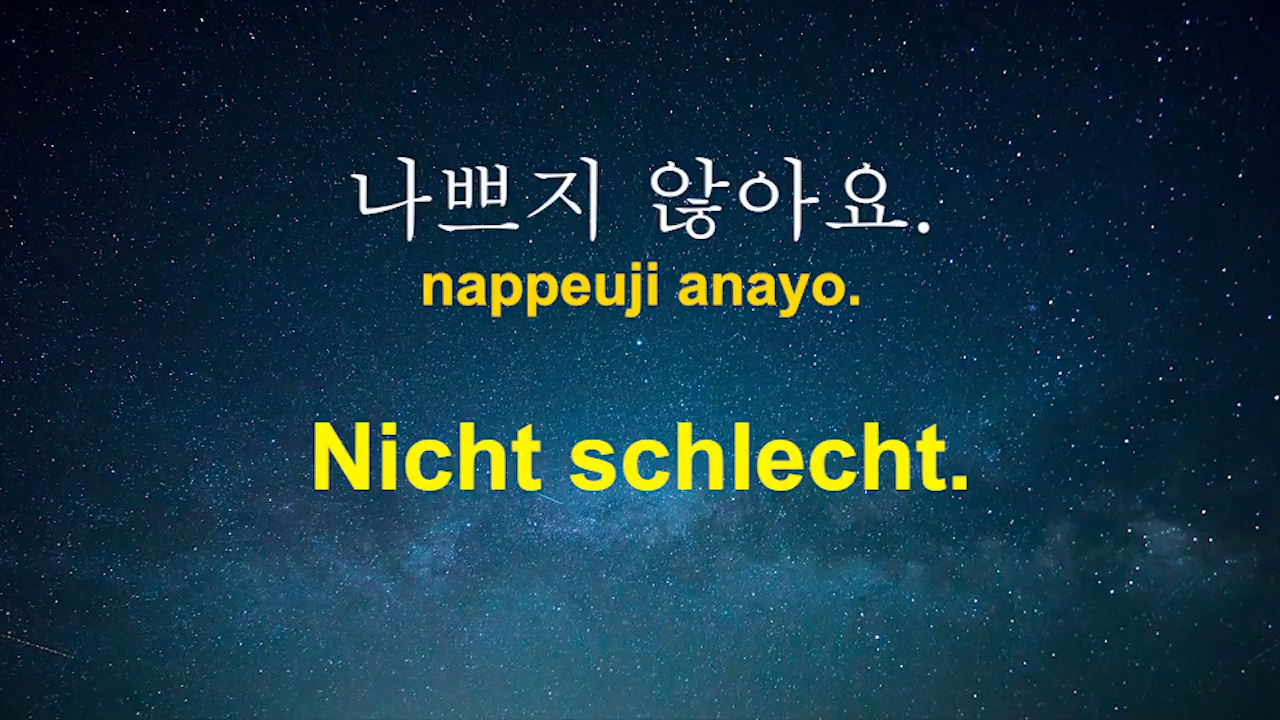 나쁘지 않아요.
nappeuji anayo.
Nicht schlecht.